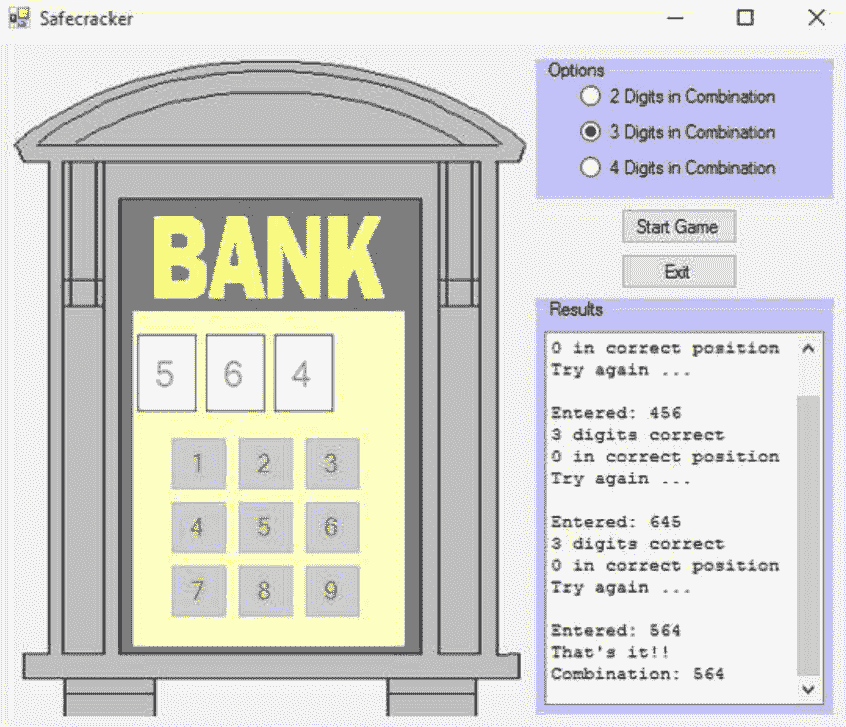 Safecracker
BANK
5 6 4
1 2 3
4 5 6
7 8 9
Options
2 Digits in Combination
3 Digits in Combination
4 Digits in Combination
Start Game
Exit
Results
0 in correct position
Try again ...
Entered: 456
3 digits correct
0 in correct position
Try again ...
Entered: 645
3 digits correct
0 in correct position
Try again ...
Entered: 564
That's it!!
Combination: 564